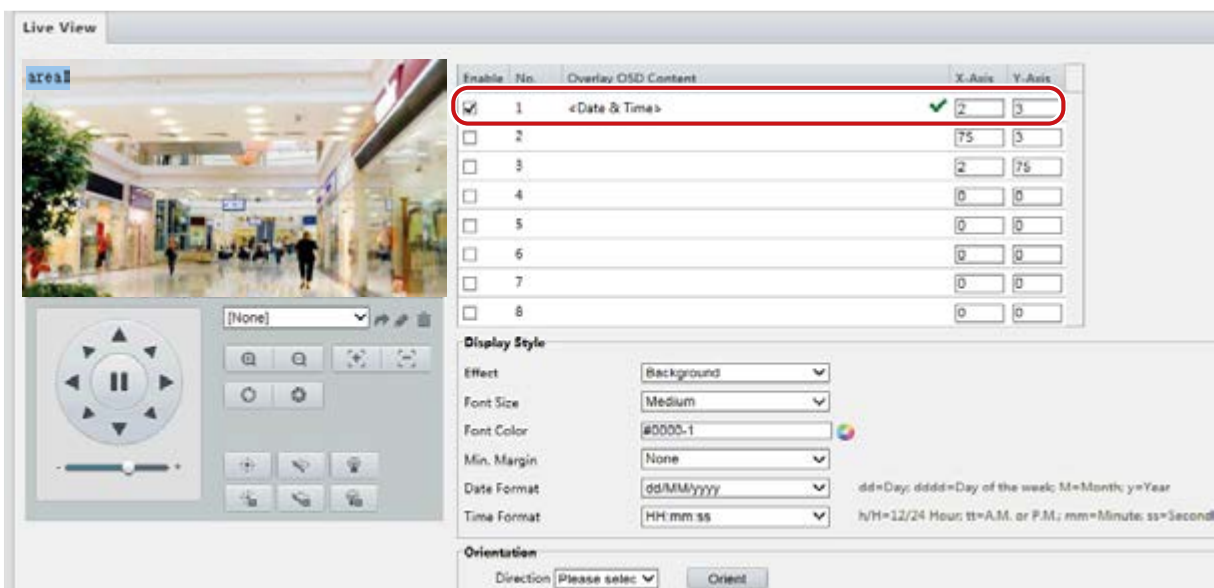 Live View
area
Enable No. Overlay OSD Content X-Axis Y-Axis
1 <Date & Time> 2 3
2 75 3
3 2 75
4 0 0
5 0 0
6 0 0
7 0 0
8 0 0
[None]
Display Style
Effect Background
Font Size Medium
Font Color #0000-1
Min. Margin None
Date Format dd/MM/yyyy dd=Day; dddd=Day of the week; M=Month; y=Year
Time Format HH:mm:ss h/H=12/24 Hour; tt=A.M. or P.M.; mm=Minute; ss=Second
Orientation
Direction Please selec Orient